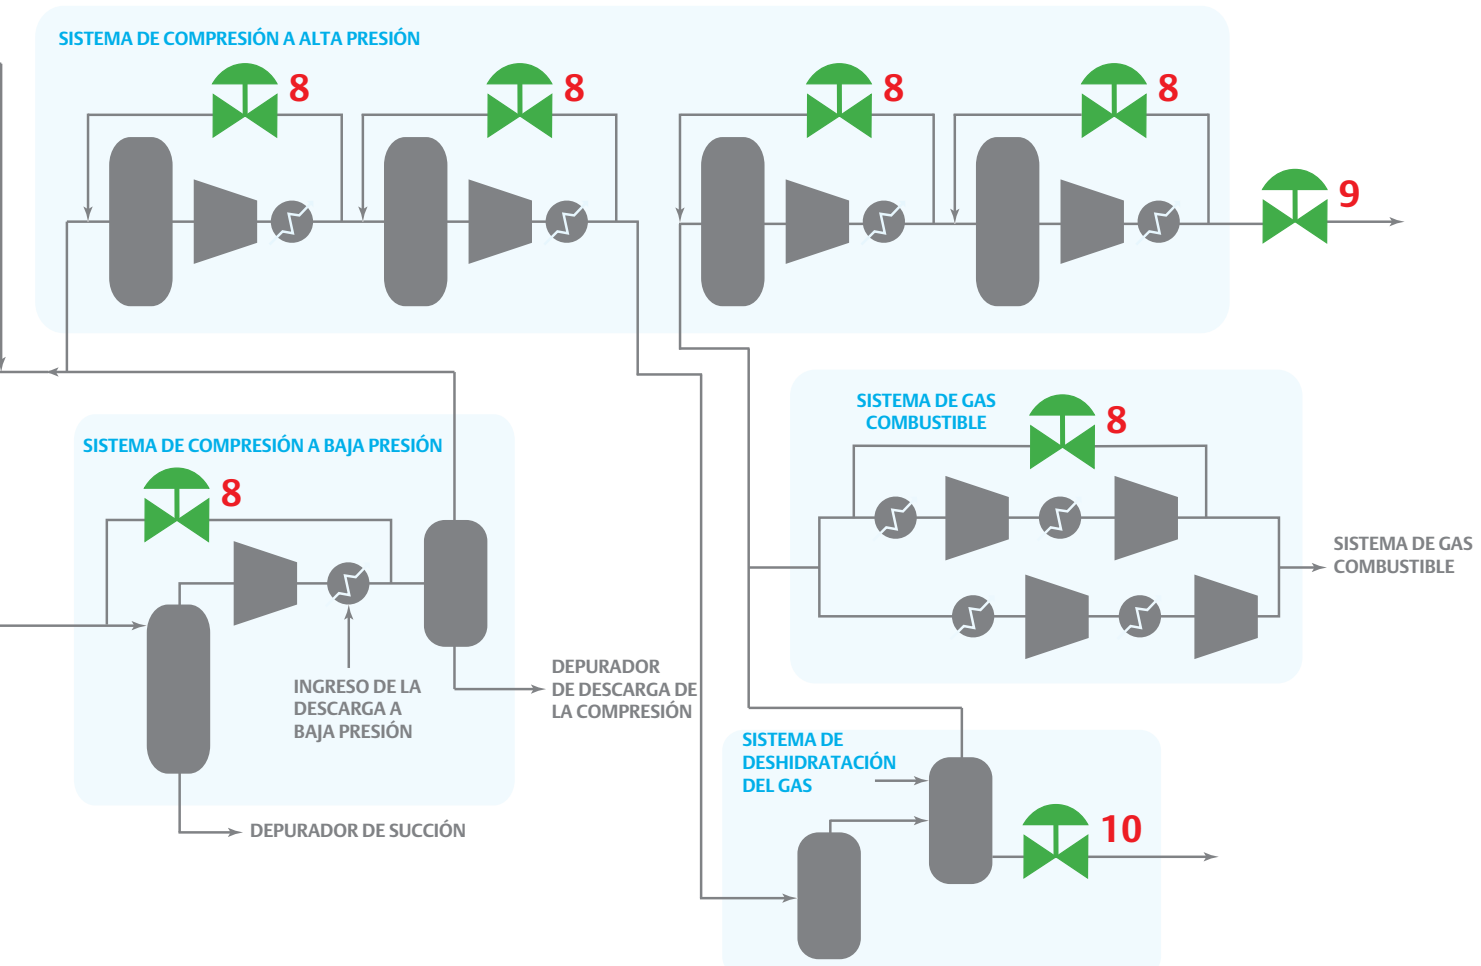 SISTEMA DE COMPRESIÓN A ALTA PRESIÓN
8
8
8
8
9
SISTEMA DE COMPRESIÓN A BAJA PRESIÓN
8
INGRESO DE LA
DESCARGA A
BAJA PRESIÓN
DEPURADOR
DE DESCARGA DE
LA COMPRESIÓN
DEPURADOR DE SUCCIÓN
SISTEMA DE GAS
COMBUSTIBLE
8
SISTEMA DE GAS
COMBUSTIBLE
SISTEMA DE
DESHIDRATACIÓN
DEL GAS
10